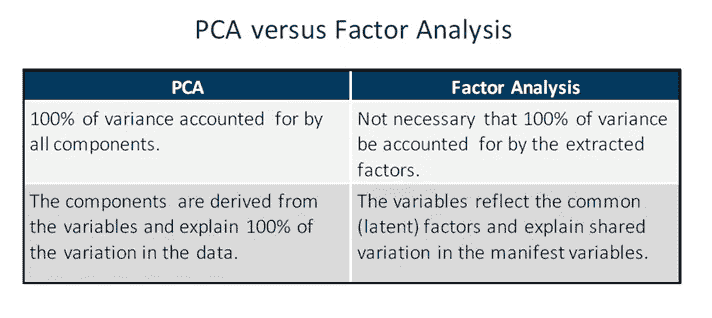 PCA versus Factor Analysis
PCA
Factor Analysis
100% of variance accounted for by
all components.
Not necessary that 100% of variance
be accounted for by the extracted
factors.
The components are derived from
the variables and explain 100% of
the variation in the data.
The variables reflect the common
(latent) factors and explain shared
variation in the manifest variables.